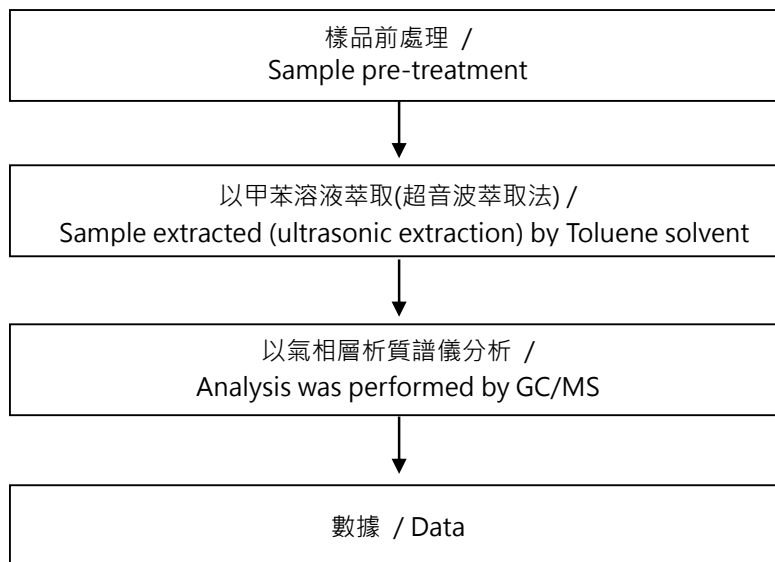 樣品前處理 /
Sample pre-treatment
以甲苯溶液萃取(超音波萃取法) /
Sample extracted (ultrasonic extraction) by Toluene solvent
以氣相層析質譜儀分析 /
Analysis was performed by GC/MS
數據 / Data